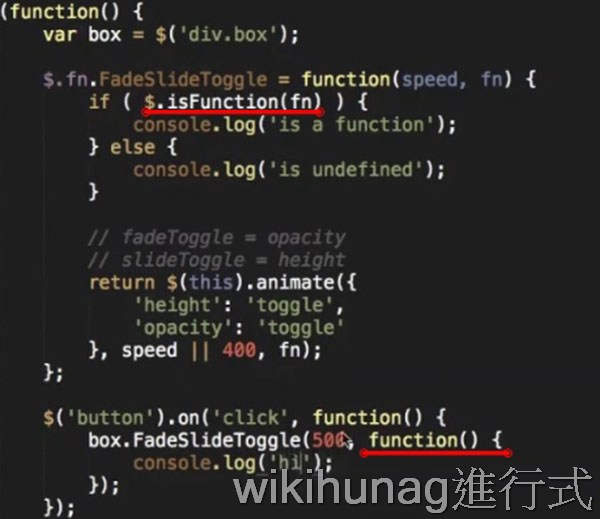 (function() {
    var box = $('div.box');

    $.fn.FadeSlideToggle = function(speed, fn) {
        if ( $.isFunction(fn) ) {
            console.log('is a function');
        } else {
            console.log('is undefined');
        }

        // fadeToggle = opacity
        // slideToggle = height
        return $(this).animate({
            'height': 'toggle',
            'opacity': 'toggle'
        }, speed || 400, fn);
    };

    $('button').on('click', function() {
        box.FadeSlideToggle(500, function() {
            console.log('hi');
        });
    });
wikihunag進行式